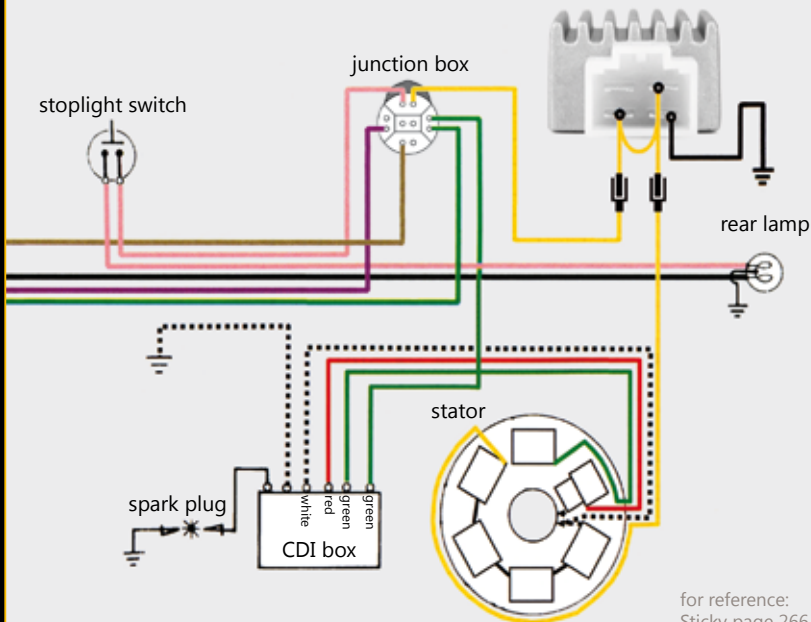 junction box
stoplight switch
rear lamp
stator
spark plug
white
red
green
green
CDI box
for reference:
Sticky page 266